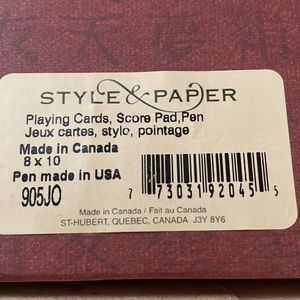 STYLE & PAPER
Playing Cards, Score Pad,Pen
Jeux cartes, stylo, pointage
Made in Canada
8 x 10
Pen made in USA
905JO
7 73031 92045 5
Made in Canada / Fait au Canada
ST-HUBERT, QUEBEC, CANADA J3Y 8Y6